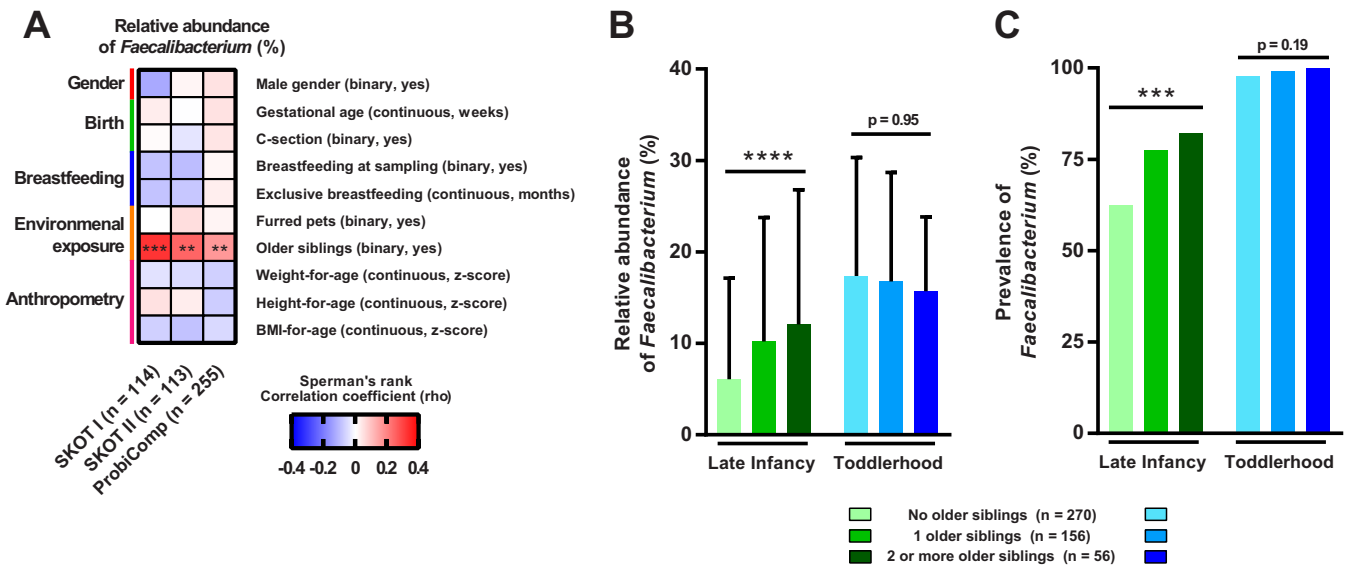 A
Relative abundance
of Faecalibacterium (%)
Gender
Birth
Breastfeeding
Environmenal
exposure
Anthropometry
*** ** **
Male gender (binary, yes)
Gestational age (continuous, weeks)
C-section (binary, yes)
Breastfeeding at sampling (binary, yes)
Exclusive breastfeeding (continuous, months)
Furred pets (binary, yes)
Older siblings (binary, yes)
Weight-for-age (continuous, z-score)
Height-for-age (continuous, z-score)
BMI-for-age (continuous, z-score)
SKOT I (n = 114)
SKOT II (n = 113)
ProbiComp (n = 255)
Sperman's rank
Correlation coefficient (rho)
-0.4 -0.2 0 0.2 0.4
B
Relative abundance
of Faecalibacterium (%)
40
30
20
10
0
****
p = 0.95
Late Infancy Toddlerhood
C
Prevalence of
Faecalibacterium (%)
100
75
50
25
0
***
p = 0.19
Late Infancy Toddlerhood
No older siblings (n = 270)
1 older siblings (n = 156)
2 or more older siblings (n = 56)